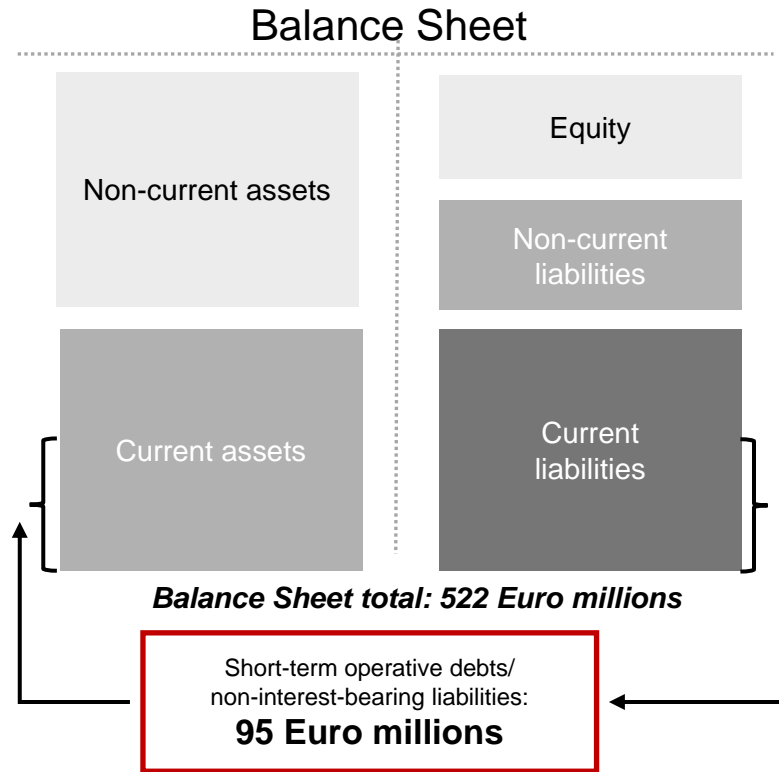 Balance Sheet
Non-current assets
Equity
Non-current
liabilities
Current assets
Current
liabilities
Balance Sheet total: 522 Euro millions
Short-term operative debts/
non-interest-bearing liabilities:
95 Euro millions